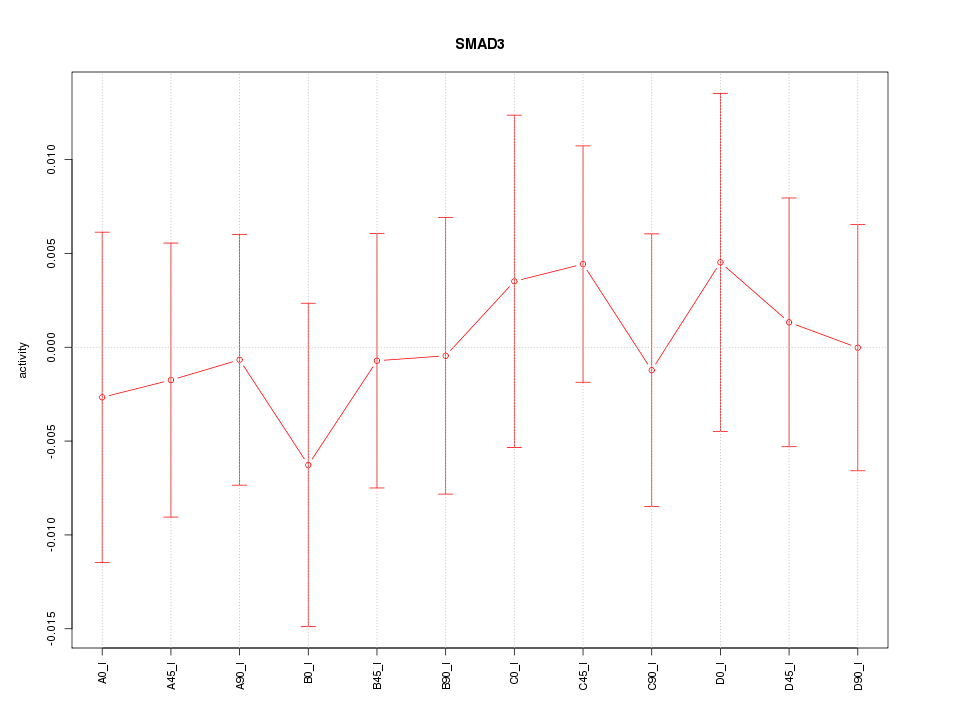 SMAD3
activity
0.010
0.005
0.000
-0.005
-0.010
-0.015
A0_I
A45_I
A90_I
B0_I
B45_I
B90_I
C0_I
C45_I
C90_I
D0_I
D45_I
D90_I